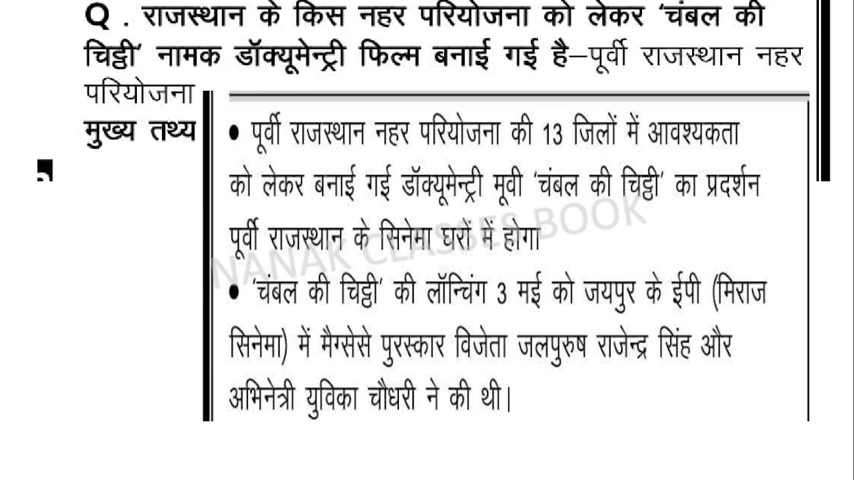 Q . राजस्थान के किस नहर परियोजना को लेकर 'चंबल की
चिट्ठी' नामक डॉक्यूमेन्ट्री फिल्म बनाई गई है–पूर्वी राजस्थान नहर
परियोजना
मुख्य तथ्य
• पूर्वी राजस्थान नहर परियोजना की 13 जिलों में आवश्यकता
को लेकर बनाई गई डॉक्यूमेन्ट्री मूवी 'चंबल की चिट्ठी' का प्रदर्शन
पूर्वी राजस्थान के सिनेमा घरों में होगा
NANAK CLASSES BOOK
• 'चंबल की चिट्ठी' की लॉन्चिंग 3 मई को जयपुर के ईपी (मिराज
सिनेमा) में मैग्सेसे पुरस्कार विजेता जलपुरुष राजेन्द्र सिंह और
अभिनेत्री युविका चौधरी ने की थी।